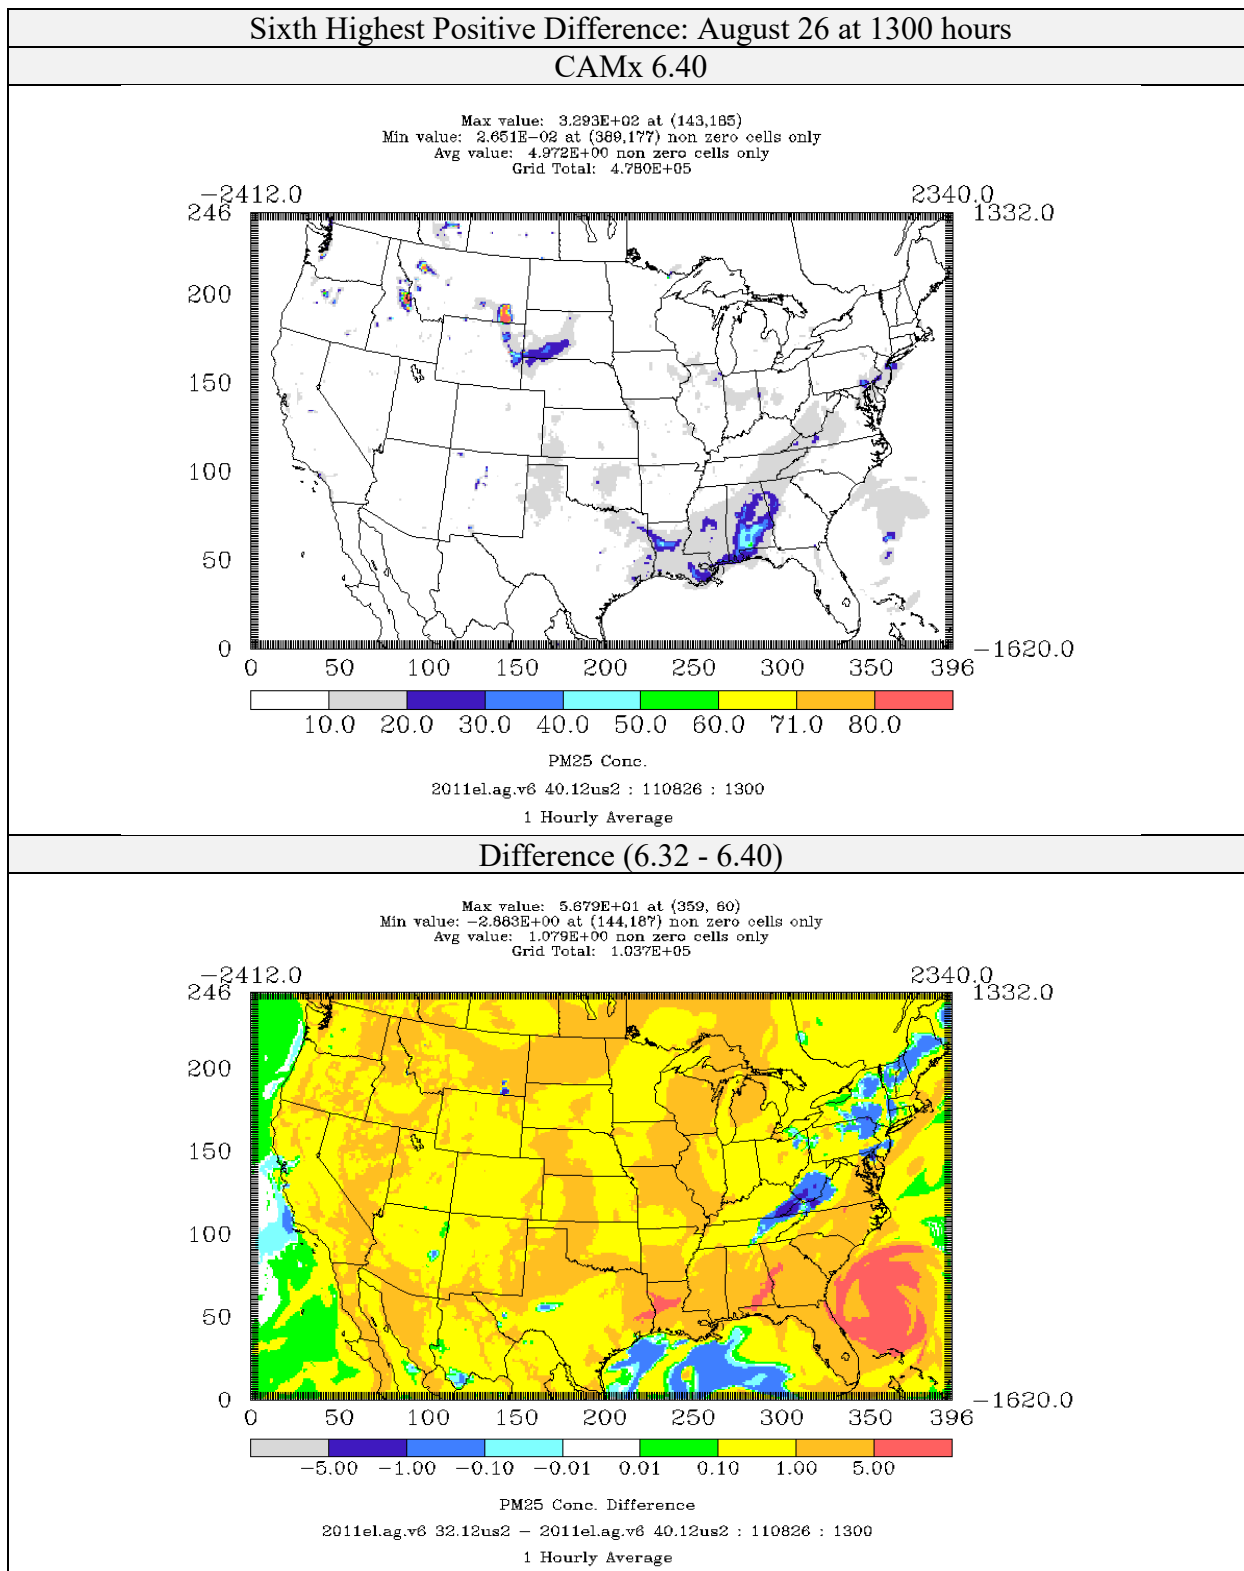 Sixth Highest Positive Difference: August 26 at 1300 hours
CAMx 6.40
Max value: 3.293E+02 at (143,185)
Min value: 2.651E-02 at (389,177) non zero cells only
Avg value: 4.972E+00 non zero cells only
Grid Total: 4.780E+05
-2412.0 2340.0
246 1332.0
200
150
100
50
0 -1620.0
0 50 100 150 200 250 300 350 396
10.0 20.0 30.0 40.0 50.0 60.0 71.0 80.0
PM25 Conc.
2011el.ag.v6 40.12us2 : 110826 : 1300
1 Hourly Average
Difference (6.32 - 6.40)
Max value: 5.679E+01 at (359, 60)
Min value: -2.883E+00 at (144,187) non zero cells only
Avg value: 1.079E+00 non zero cells only
Grid Total: 1.037E+05
-2412.0 2340.0
246 1332.0
200
150
100
50
0 -1620.0
0 50 100 150 200 250 300 350 396
-5.00 -1.00 -0.10 -0.01 0.01 0.10 1.00 5.00
PM25 Conc. Difference
2011el.ag.v6 32.12us2 - 2011el.ag.v6 40.12us2 : 110826 : 1300
1 Hourly Average